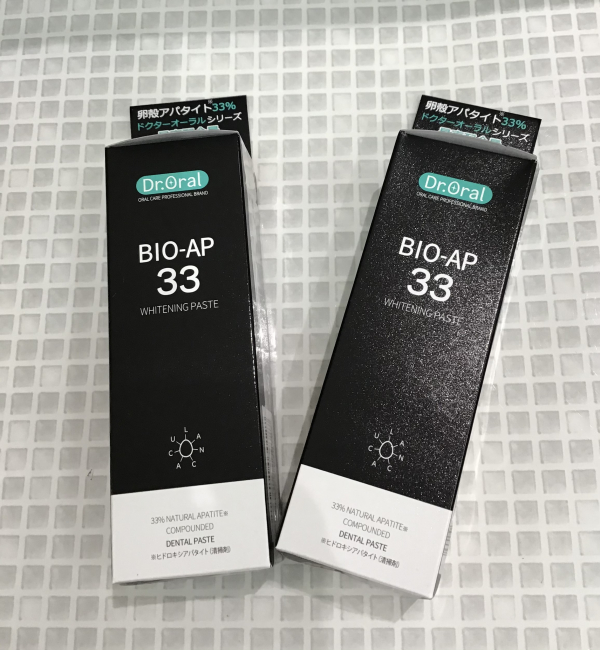 卵殻アパタイト33%
ドクターオーラルシリーズ
Dr.Oral
ORAL CARE PROFESSIONAL BRAND
BIO-AP
33
WHITENING PASTE
CULANCA
33% NATURAL APATITE※
COMPOUNDED
DENTAL PASTE
※ヒドロキシアパタイト(清掃剤)
卵殻アパタイト33%
ドクターオーラルシリーズ
Dr.Oral
ORAL CARE PROFESSIONAL BRAND
BIO-AP
33
WHITENING PASTE
CULANCA
33% NATURAL APATITE※
COMPOUNDED
DENTAL PASTE
※ヒドロキシアパタイト(清掃剤)